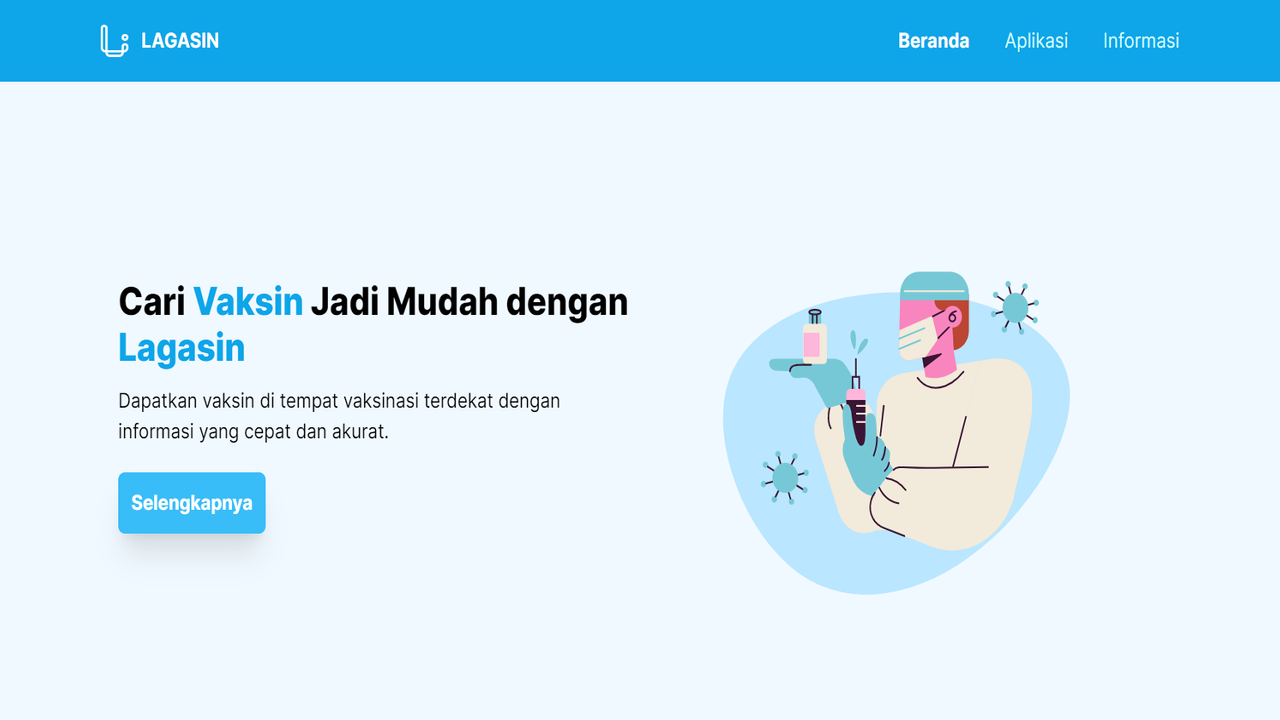 LAGASIN
Beranda Aplikasi Informasi
Cari Vaksin Jadi Mudah dengan
Lagasin
Dapatkan vaksin di tempat vaksinasi terdekat dengan
informasi yang cepat dan akurat.
Selengkapnya